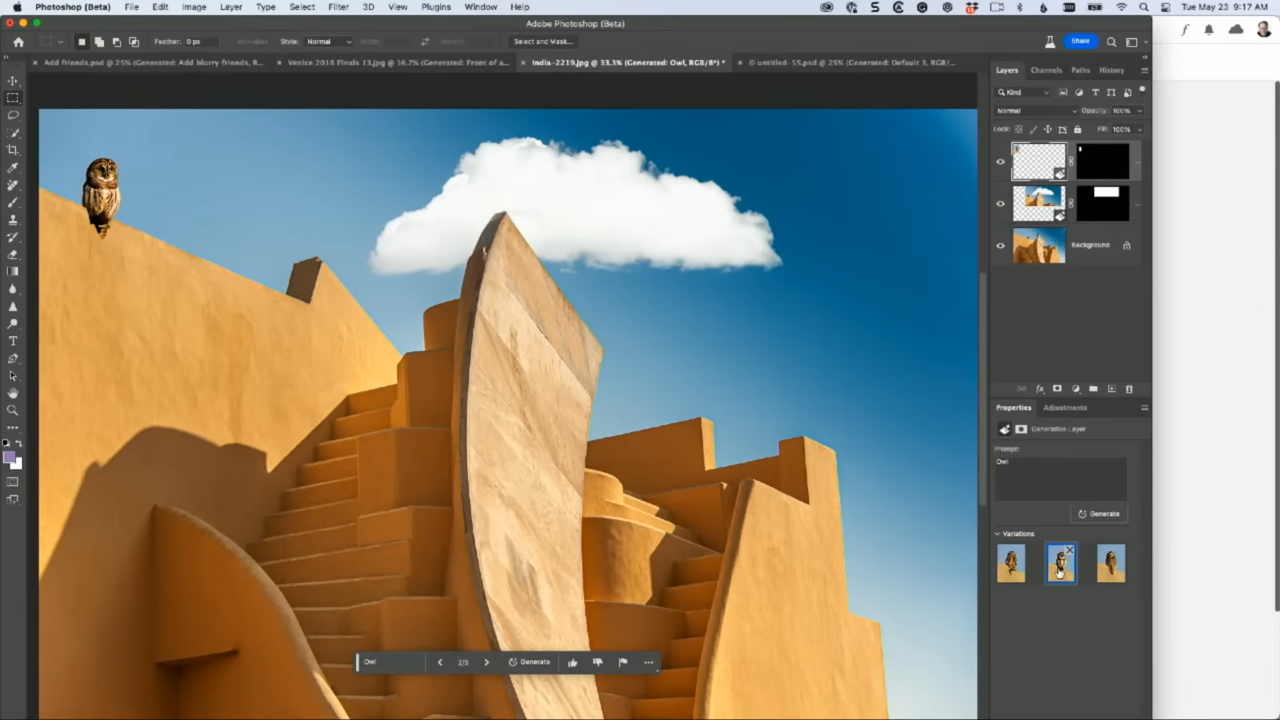 Photoshop (Beta) File Edit Image Layer Type Select Filter 3D View Plugins Window Help Tue May 23 9:17 AM
Adobe Photoshop (Beta)
Feather: 0 px Style: Normal Select and Mask... Share
× Add friends.psd @ 25% (Generated: Add blurry friends, R... × Venice 2018 Finals 13.jpg @ 16.7% (Generated: Front of a... × India-2219.jpg @ 33.3% (Generated: Owl, RGB/8*) * × © untitled-55.psd @ 25% (Generated: Default 3, RGB/...
Layers Channels Paths History
Kind
Normal Opacity: 100%
Lock: Fill: 100%
Background
fx
Properties Adjustments
Generative Layer
Prompt:
Owl
Generate
Variations
Owl 2/3 Generate